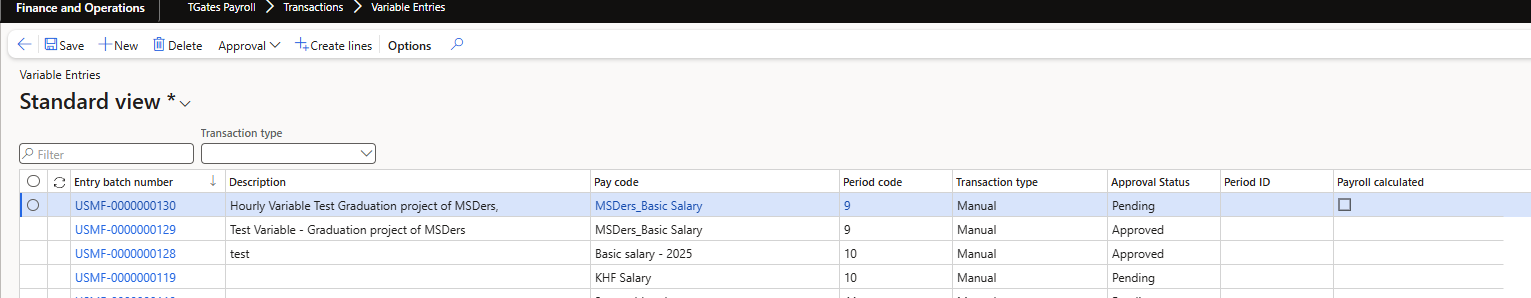 Finance and Operations TGates Payroll Transactions Variable Entries
Save New Delete Approval Create lines Options
Variable Entries
Standard view *
Transaction type
Filter
Entry batch number Description Pay code Period code Transaction type Approval Status Period ID Payroll calculated
USMF-0000000130 Hourly Variable Test Graduation project of MSDers, MSDers_Basic Salary 9 Manual Pending
USMF-0000000129 Test Variable - Graduation project of MSDers MSDers_Basic Salary 9 Manual Approved
USMF-0000000128 test Basic salary - 2025 10 Manual Approved
USMF-0000000119 KHF Salary 10 Manual Pending